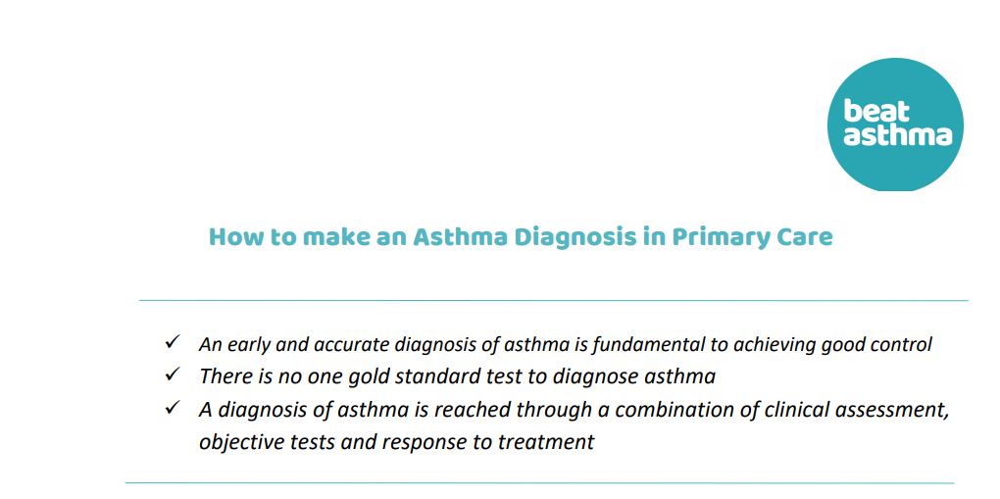 beat
asthma
How to make an Asthma Diagnosis in Primary Care
✓ An early and accurate diagnosis of asthma is fundamental to achieving good control
✓ There is no one gold standard test to diagnose asthma
✓ A diagnosis of asthma is reached through a combination of clinical assessment,
objective tests and response to treatment